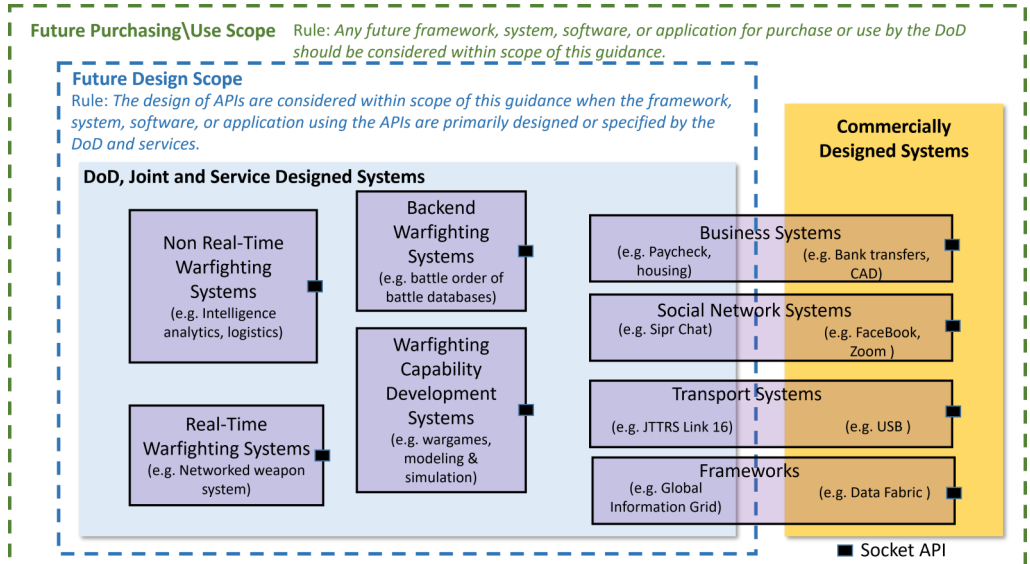 Future Purchasing\Use Scope Rule: Any future framework, system, software, or application for purchase or use by the DoD
should be considered within scope of this guidance.
Future Design Scope
Rule: The design of APIs are considered within scope of this guidance when the framework,
system, software, or application using the APIs are primarily designed or specified by the
DoD and services.
Commercially
Designed Systems
DoD, Joint and Service Designed Systems
Non Real-Time
Warfighting
Systems
(e.g. Intelligence
analytics, logistics)
Backend
Warfighting
Systems
(e.g. battle order of
battle databases)
Real-Time
Warfighting Systems
(e.g. Networked weapon
system)
Warfighting
Capability
Development
Systems
(e.g. wargames,
modeling &
simulation)
Business Systems
(e.g. Paycheck,
housing)
(e.g. Bank transfers,
CAD)
Social Network Systems
(e.g. Sipr Chat)
(e.g. FaceBook,
Zoom )
Transport Systems
(e.g. JTTRS Link 16)
(e.g. USB )
Frameworks
(e.g. Global
Information Grid)
(e.g. Data Fabric )
Socket API